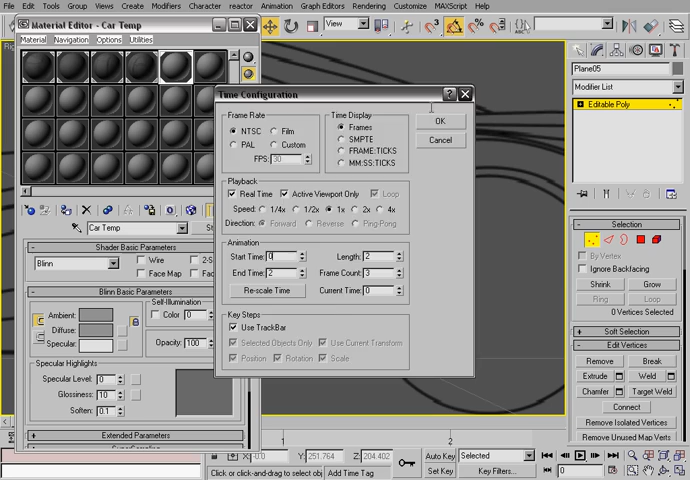 File Edit Tools Group Views Create Modifiers Character reactor Animation Graph Editors Rendering Customize MAXScript Help
Material Editor - Car Temp
View
Material Navigation Options Utilities
Plane05
Modifier List
Editable Poly
Time Configuration
Frame Rate
NTSC Film
PAL Custom
FPS: 30
Time Display
Frames
SMPTE
FRAME:TICKS
MM:SS:TICKS
OK
Cancel
Playback
Real Time Active Viewport Only Loop
Speed: 1/4x 1/2x 1x 2x 4x
Direction: Forward Reverse Ping-Pong
Animation
Start Time: 0 Length: 2
End Time: 2 Frame Count: 3
Re-scale Time Current Time: 0
Key Steps
Use TrackBar
Selected Objects Only Use Current Transform
Position Rotation Scale
Car Temp
Shader Basic Parameters
Blinn Wire
Face Map
Blinn Basic Parameters
Self-Illumination
Ambient: Color 0
Diffuse:
Specular: Opacity: 100
Specular Highlights
Specular Level: 0
Glossiness: 10
Soften: 0.1
Extended Parameters
SuperSampling
Selection
By Vertex
Ignore Backfacing
Shrink Grow
Ring Loop
0 Vertices Selected
Soft Selection
Edit Vertices
Remove Break
Extrude Weld
Chamfer Target Weld
Connect
Remove Isolated Vertices
Remove Unused Map Verts
1 2
X: -0.0 Y: 251.764 Z: 204.402
Auto Key Selected
Click or click-and-drag to select obj Add Time Tag
Set Key Key Filters... 0